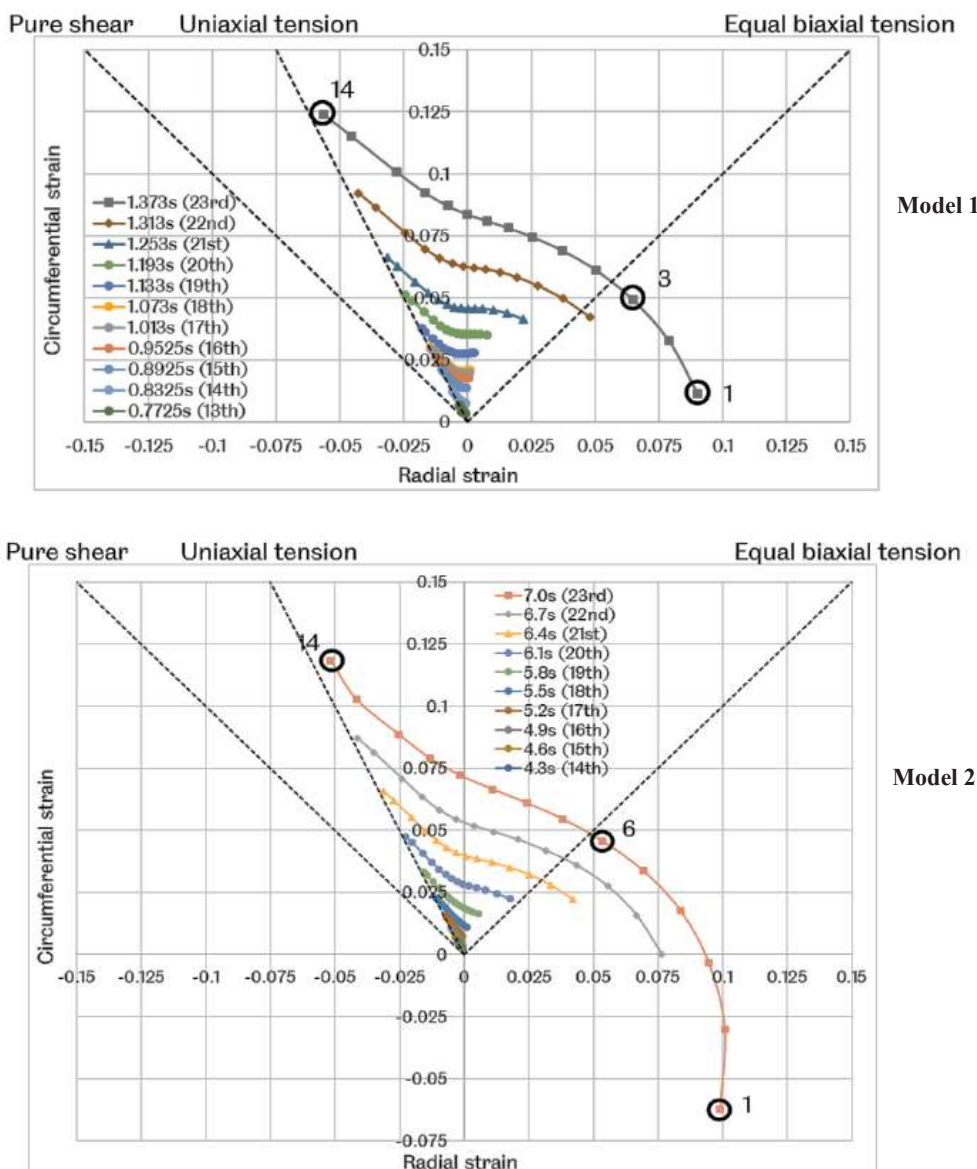 Pure shear Uniaxial tension Equal biaxial tension
0.15
14
0.125
0.1
1.373s (23rd)
1.313s (22nd)
1.253s (21st)
1.193s (20th)
1.133s (19th)
1.073s (18th)
1.013s (17th)
0.9525s (16th)
0.8925s (15th)
0.8325s (14th)
0.7725s (13th)
Model 1
0.075
3
0.05
0.025
1
0
-0.15 -0.125 -0.1 -0.075 -0.05 -0.025 0 0.025 0.05 0.075 0.1 0.125 0.15
Circumferential strain
Radial strain
Pure shear Uniaxial tension Equal biaxial tension
0.15
7.0s (23rd)
6.7s (22nd)
6.4s (21st)
6.1s (20th)
5.8s (19th)
5.5s (18th)
5.2s (17th)
4.9s (16th)
4.6s (15th)
4.3s (14th)
0.125
14
0.1
Model 2
0.075
6
0.05
0.025
0
-0.15 -0.125 -0.1 -0.075 -0.05 -0.025 0 0.025 0.05 0.075 0.1 0.125 0.15
-0.025
-0.05
1
-0.075
Circumferential strain
Radial strain